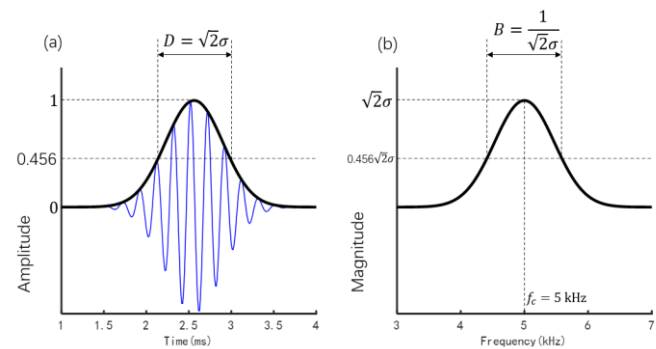 (a)
D = √2σ
1
0.456
0
Amplitude
1 1.5 2 2.5 3 3.5 4
Time(ms)
(b)
B = 1/√2σ
√2σ
0.456√2σ
Magnitude
f_c = 5 kHz
3 4 5 6 7
Frequency(kHz)